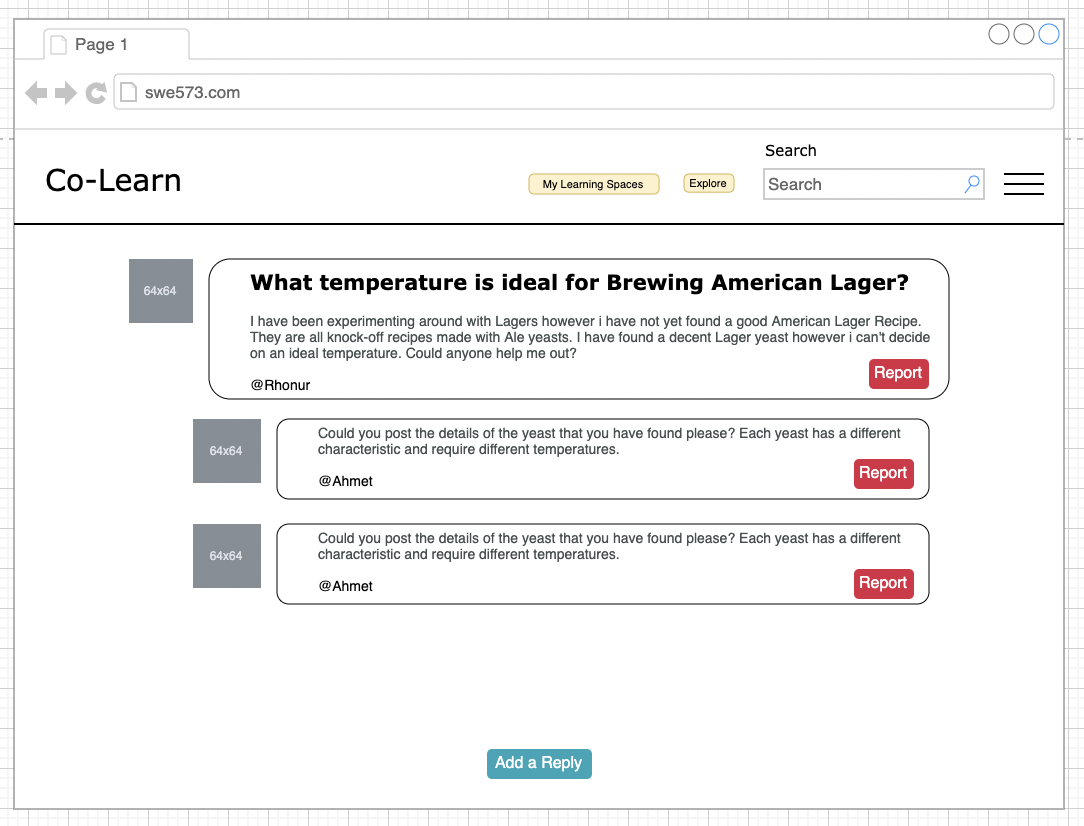 Page 1
swe573.com
Search
Co-Learn
My Learning Spaces
Explore
Search
64x64
What temperature is ideal for Brewing American Lager?
I have been experimenting around with Lagers however i have not yet found a good American Lager Recipe.
They are all knock-off recipes made with Ale yeasts. I have found a decent Lager yeast however i can't decide
on an ideal temperature. Could anyone help me out?
Report
@Rhonur
64x64
Could you post the details of the yeast that you have found please? Each yeast has a different
characteristic and require different temperatures.
Report
@Ahmet
64x64
Could you post the details of the yeast that you have found please? Each yeast has a different
characteristic and require different temperatures.
Report
@Ahmet
Add a Reply